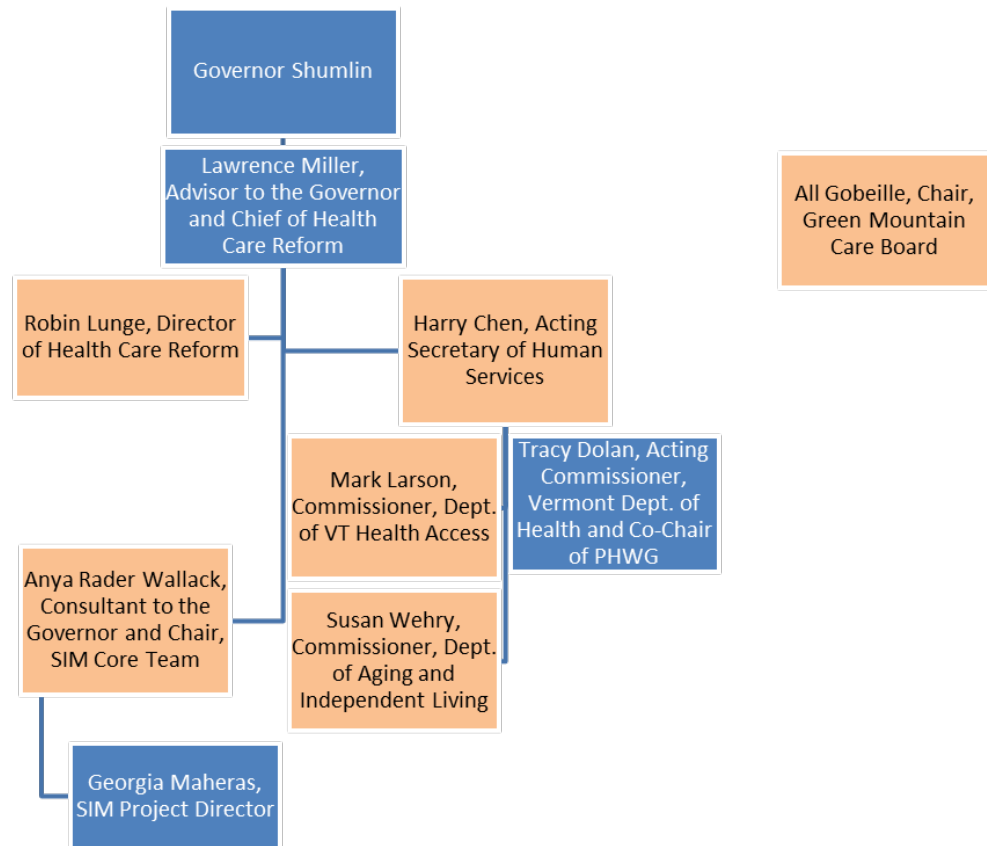 Governor Shumlin
Lawrence Miller,
Advisor to the Governor
and Chief of Health
Care Reform
All Gobeille, Chair,
Green Mountain
Care Board
Robin Lunge, Director
of Health Care Reform
Harry Chen, Acting
Secretary of Human
Services
Mark Larson,
Commissioner, Dept.
of VT Health Access
Tracy Dolan, Acting
Commissioner,
Vermont Dept. of
Health and Co-Chair
of PHWG
Anya Rader Wallack,
Consultant to the
Governor and Chair,
SIM Core Team
Susan Wehry,
Commissioner, Dept.
of Aging and
Independent Living
Georgia Maheras,
SIM Project Director